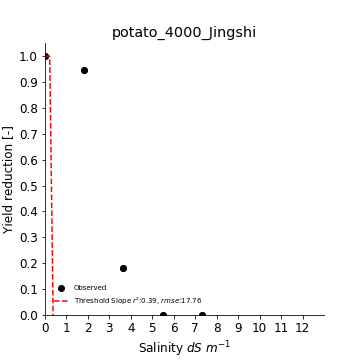 potato_4000_Jingshi
Yield reduction [-]
1.0
0.9
0.8
0.7
0.6
0.5
0.4
0.3
0.2
0.1
0.0
Observed
Threshold Slope r²:0.39, rmse:17.76
0 1 2 3 4 5 6 7 8 9 10 11 12
Salinity dS m⁻¹